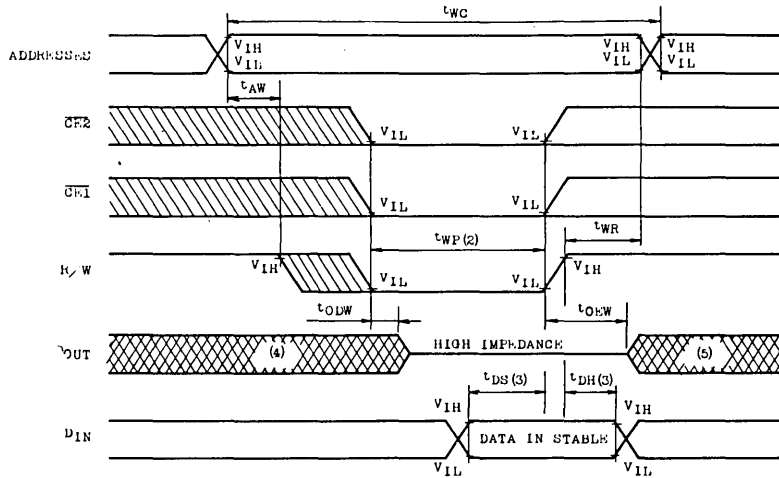 tWC
ADDRESSES VIH VIL VIH VIL VIH VIL
tAW
CE2 VIL VIL
CE1 VIL VIL
tWP(2) tWR
R/W VIH VIL VIL VIH
tODW tOEW
OUT (4) HIGH IMPEDANCE (5)
tDS(3) tDH(3)
VIH VIH
DIN DATA IN STABLE
VIL VIL